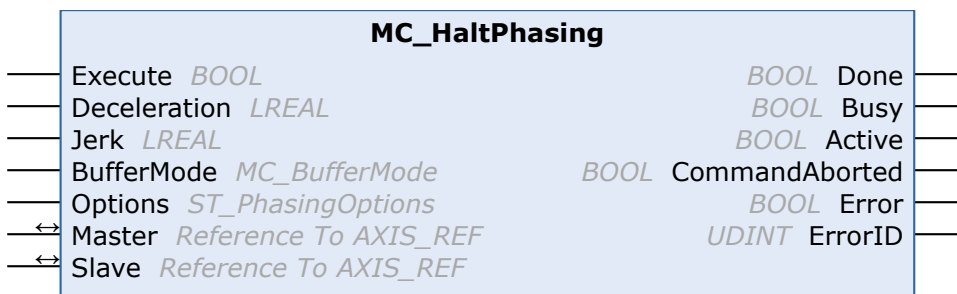 MC_HaltPhasing
Execute BOOL BOOL Done
Deceleration LREAL BOOL Busy
Jerk LREAL BOOL Active
BufferMode MC_BufferMode BOOL CommandAborted
Options ST_PhasingOptions BOOL Error
Master Reference To AXIS_REF UDINT ErrorID
Slave Reference To AXIS_REF